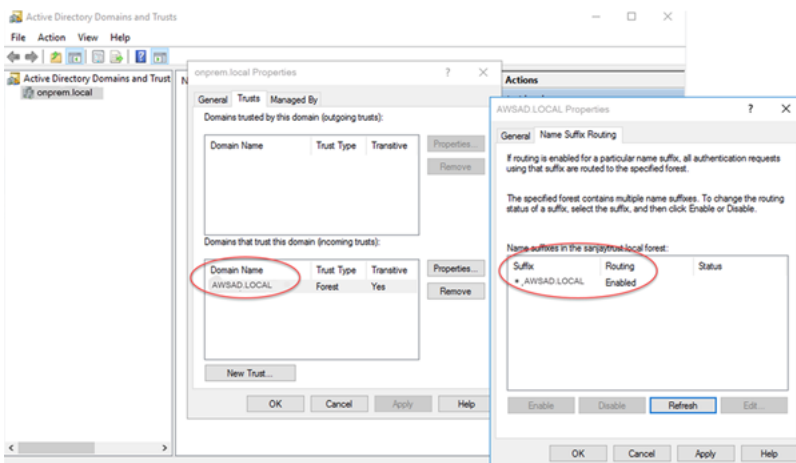 Active Directory Domains and Trusts
File Action View Help
Active Directory Domains and Trust
onprem.local
N
Actions
onprem.local Properties
General Trusts Managed By
Domains trusted by this domain (outgoing trusts):
Domain Name Trust Type Transitive
Properties...
Remove
Domains that trust this domain (incoming trusts):
Domain Name Trust Type Transitive
AWSAD.LOCAL Forest Yes
Properties...
Remove
New Trust...
OK Cancel Apply Help
AWSAD.LOCAL Properties
General Name Suffix Routing
If routing is enabled for a particular name suffix, all authentication requests
using that suffix are routed to the specified forest.
The specified forest contains multiple name suffixes. To change the routing
status of a suffix, select the suffix, and then click Enable or Disable.
Name suffixes in the sanjaytrust.local forest:
Suffix Routing Status
*.AWSAD.LOCAL Enabled
Enable Disable Refresh Edit...
OK Cancel Apply Help